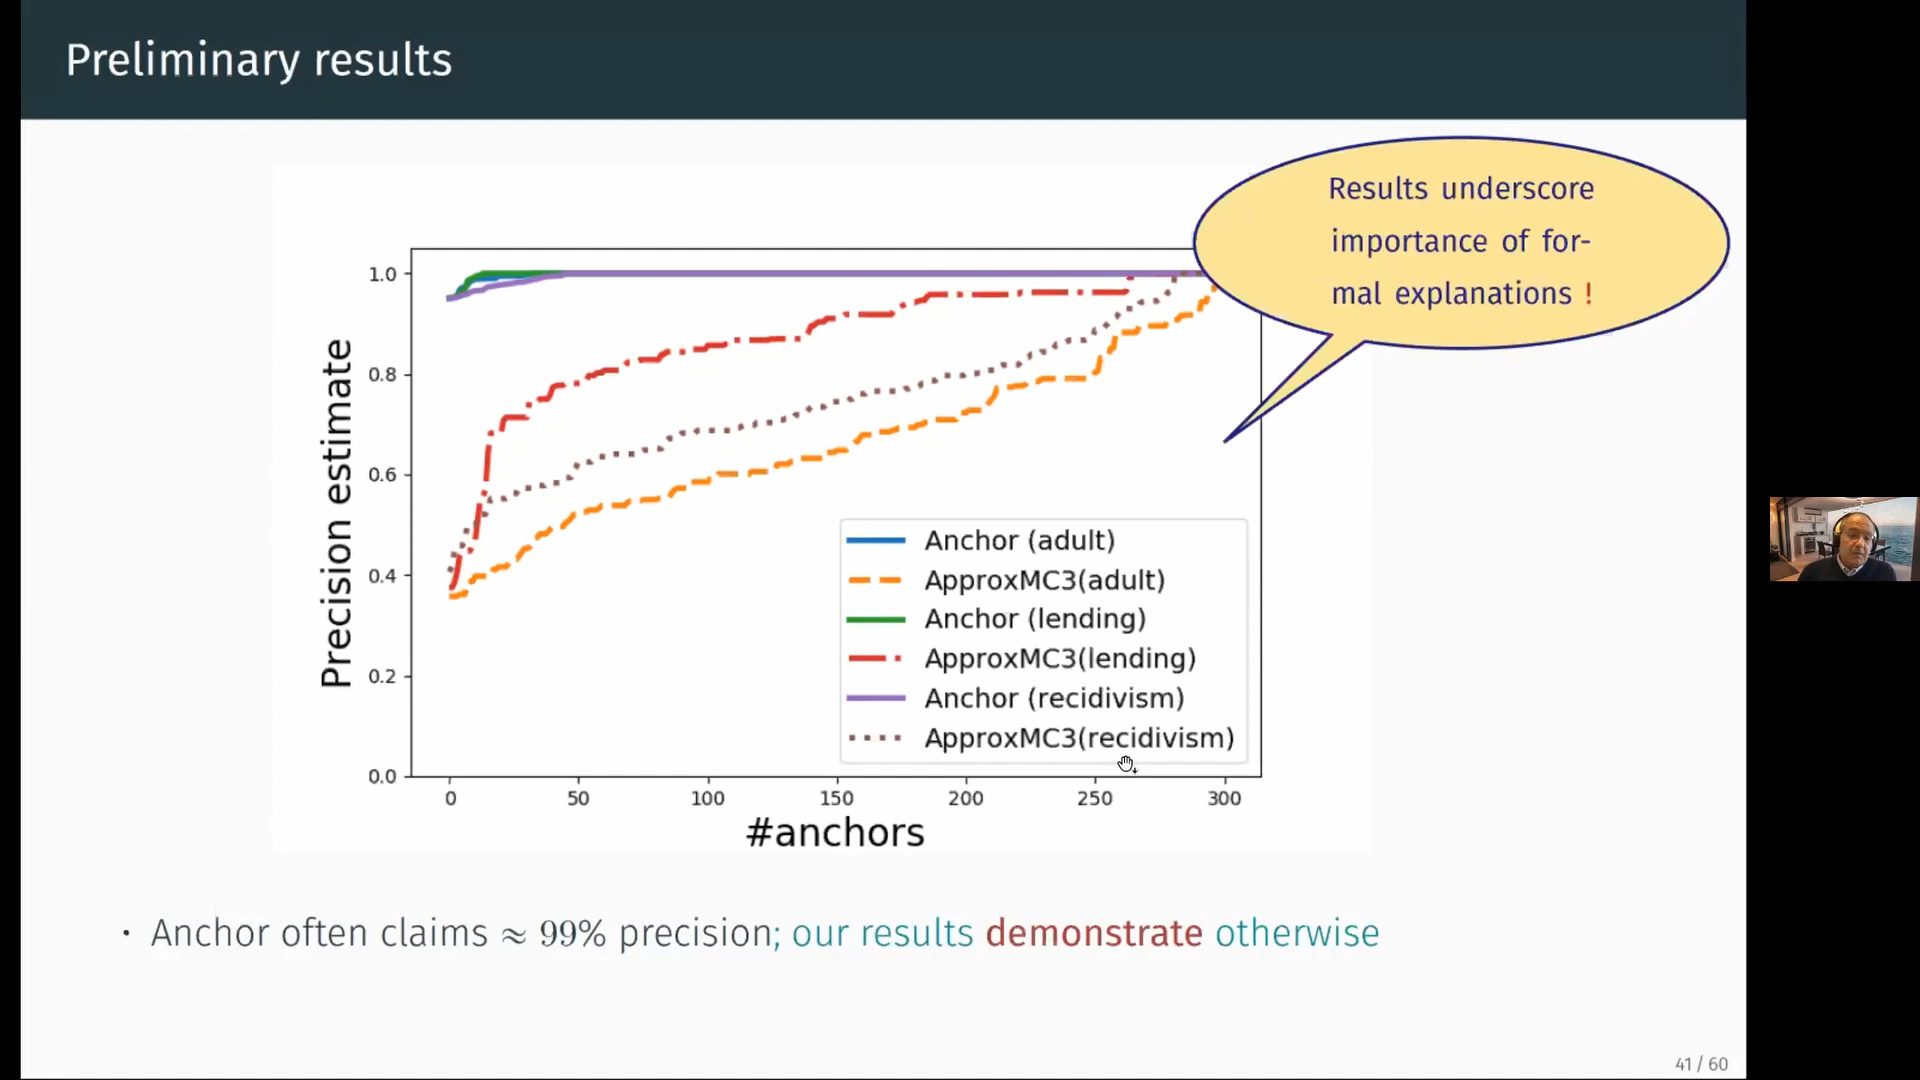 Preliminary results
Results underscore
importance of for-
mal explanations !
Precision estimate
1.0
0.8
0.6
0.4
0.2
0.0
Anchor (adult)
ApproxMC3(adult)
Anchor (lending)
ApproxMC3(lending)
Anchor (recidivism)
ApproxMC3(recidivism)
0 50 100 150 200 250 300
#anchors
· Anchor often claims ≈ 99% precision; our results demonstrate otherwise
41 / 60